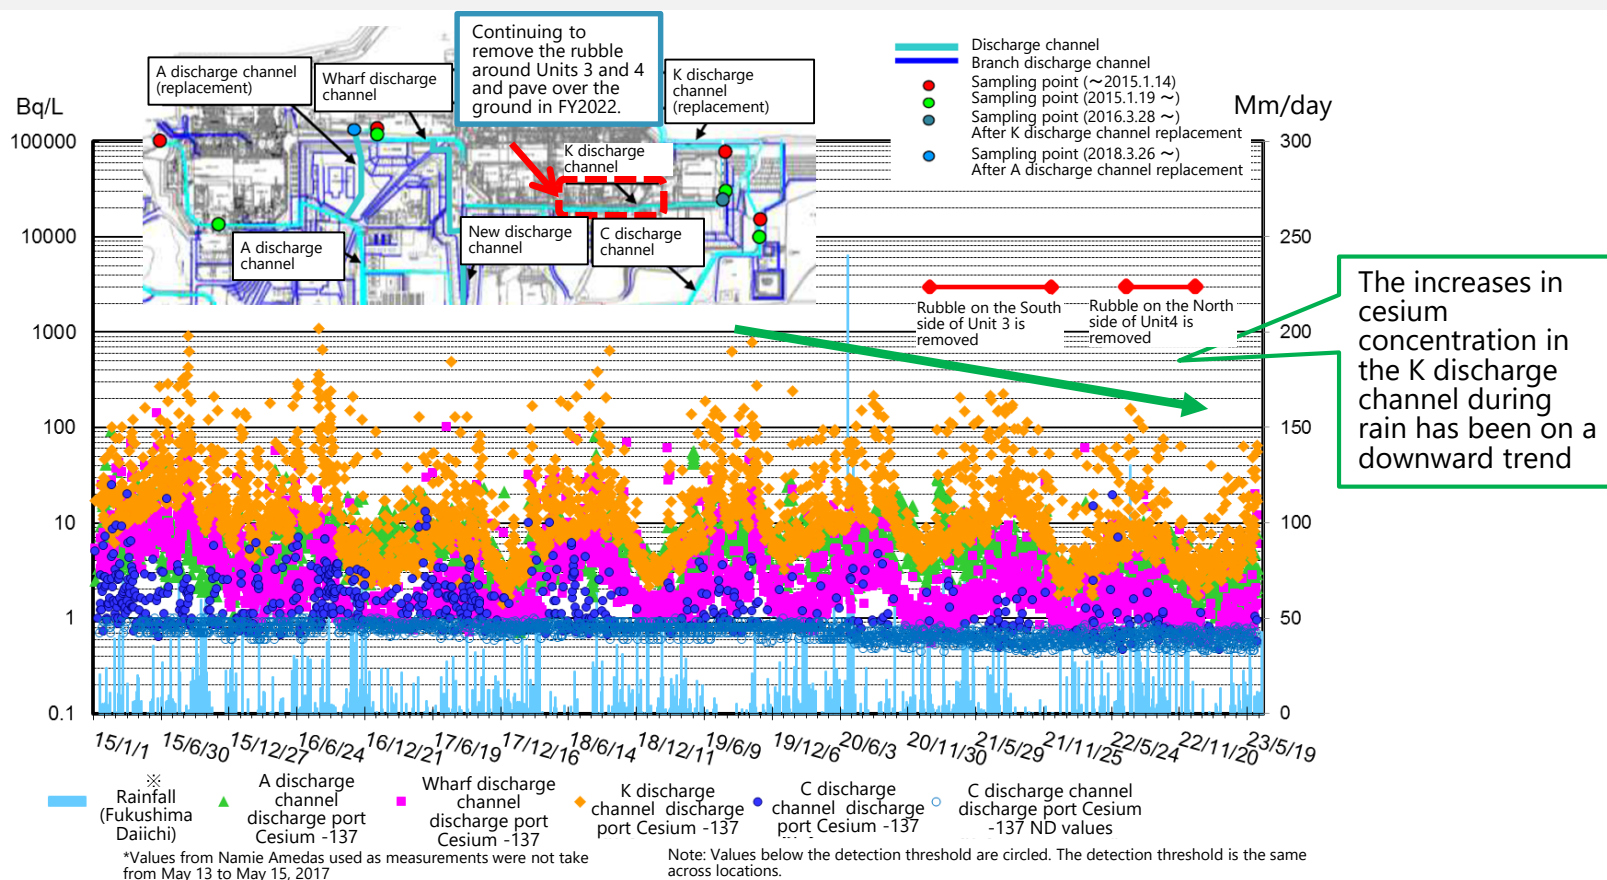 Continuing to
remove the rubble
around Units 3 and 4
and pave over the
ground in FY2022.
A discharge channel
(replacement)
Wharf discharge
channel
K discharge
channel
(replacement)
K discharge
channel
A discharge
channel
New discharge
channel
C discharge
channel
Discharge channel
Branch discharge channel
Sampling point (~2015.1.14)
Sampling point (2015.1.19 ~)
Sampling point (2016.3.28 ~)
After K discharge channel replacement
Sampling point (2018.3.26 ~)
After A discharge channel replacement
Bq/L
100000
10000
1000
100
10
1
0.1
Mm/day
300
250
200
150
100
50
0
Rubble on the South
side of Unit 3 is
removed
Rubble on the North
side of Unit4 is
removed
The increases in
cesium
concentration in
the K discharge
channel during
rain has been on a
downward trend
15/1/1
15/6/30
15/12/27
16/6/24
16/12/21
17/6/19
17/12/16
18/6/14
18/12/11
19/6/9
19/12/6
20/6/3
20/11/30
21/5/29
21/11/25
22/5/24
22/11/20
23/5/19
※
Rainfall
(Fukushima
Daiichi)
A discharge
channel
discharge port
Cesium -137
Wharf discharge
channel
discharge port
Cesium -137
K discharge
channel discharge
port Cesium -137
C discharge
channel discharge
port Cesium -137
C discharge channel
discharge port Cesium
-137 ND values
*Values from Namie Amedas used as measurements were not take
from May 13 to May 15, 2017
Note: Values below the detection threshold are circled. The detection threshold is the same
across locations.